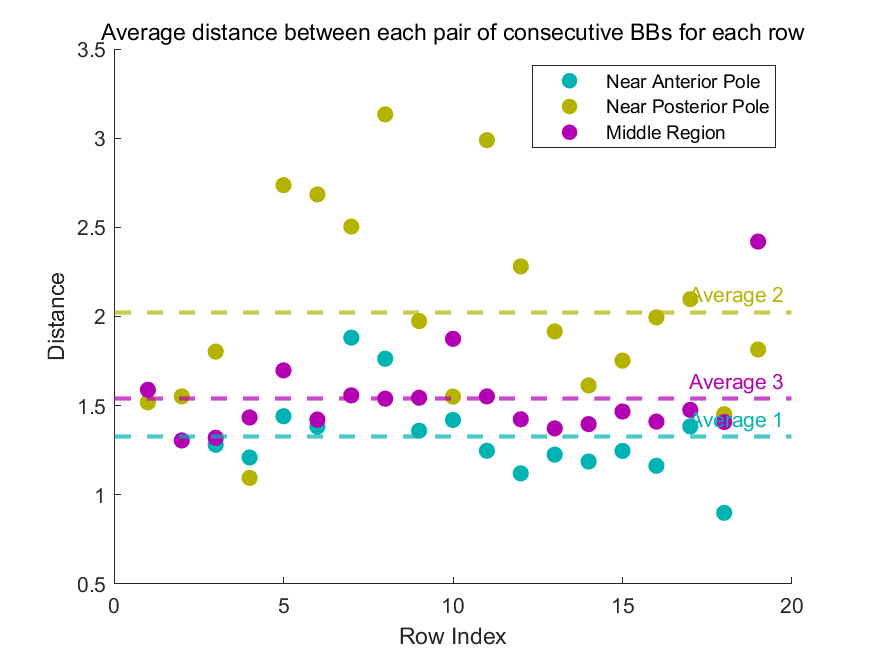 Average distance between each pair of consecutive BBs for each row
Near Anterior Pole
Near Posterior Pole
Middle Region
3.5
3
2.5
2
1.5
1
0.5
Distance
Average 2
Average 3
Average 1
0
5
10
15
20
Row Index